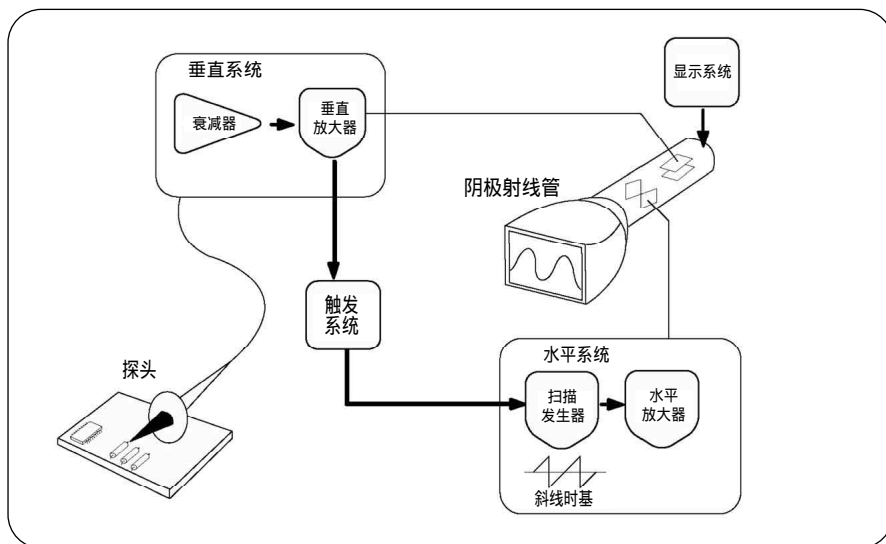 垂直系统
衰减器
垂直
放大器
显示系统
阴极射线管
触发
系统
探头
水平系统
扫描
发生器
水平
放大器
斜线时基